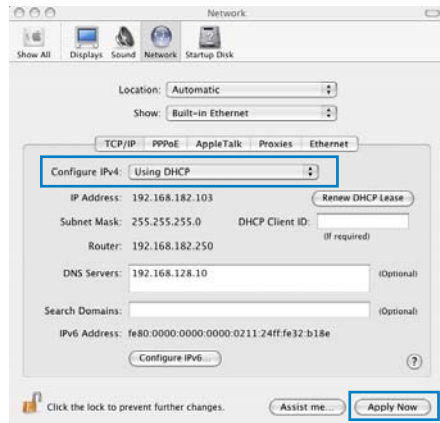 Network
Show All Displays Sound Network Startup Disk
Location: Automatic
Show: Built-in Ethernet
TCP/IP PPPoE AppleTalk Proxies Ethernet
Configure IPv4: Using DHCP
IP Address: 192.168.182.103 Renew DHCP Lease
Subnet Mask: 255.255.255.0 DHCP Client ID:
(If required)
Router: 192.168.182.250
DNS Servers: 192.168.128.10 (Optional)
Search Domains: (Optional)
IPv6 Address: fe80:0000:0000:0000:0211:24ff:fe32:b18e
Configure IPv6...
?
Click the lock to prevent further changes. Assist me... Apply Now